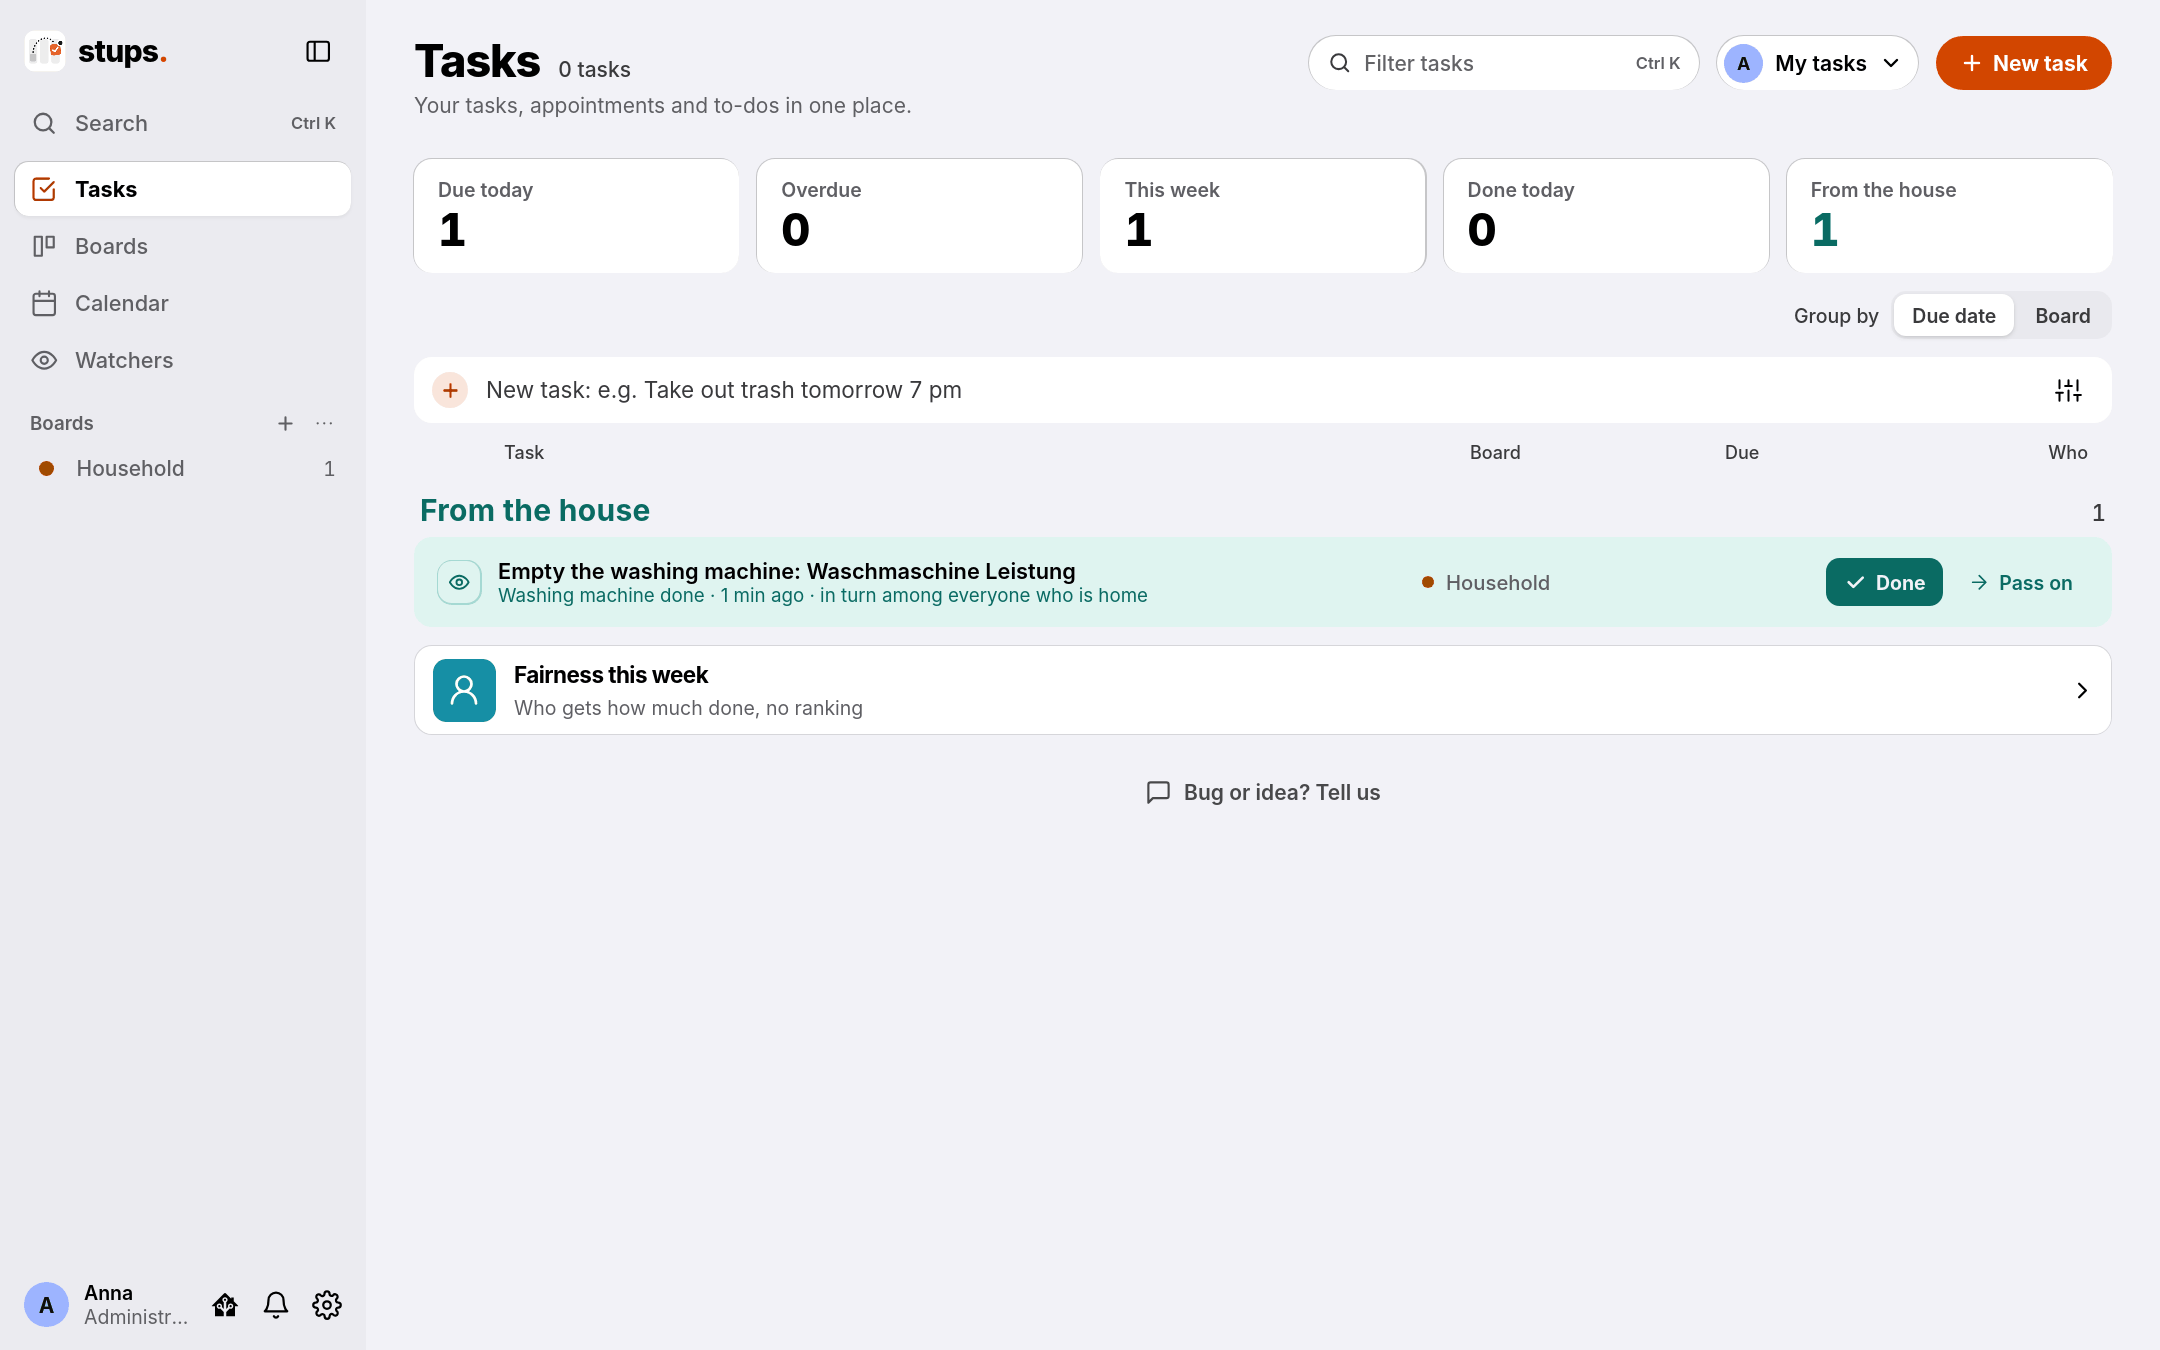 stups.
Search Ctrl K
Tasks
Boards
Calendar
Watchers
Boards
Household 1
Anna
Administr...
Tasks 0 tasks
Your tasks, appointments and to-dos in one place.
Filter tasks Ctrl K
A My tasks
New task
Due today
1
Overdue
0
This week
1
Done today
0
From the house
1
Group by Due date Board
New task: e.g. Take out trash tomorrow 7 pm
Task Board Due Who
From the house 1
Empty the washing machine: Waschmaschine Leistung
Washing machine done · 1 min ago · in turn among everyone who is home
Household
Done
Pass on
Fairness this week
Who gets how much done, no ranking
Bug or idea? Tell us
A